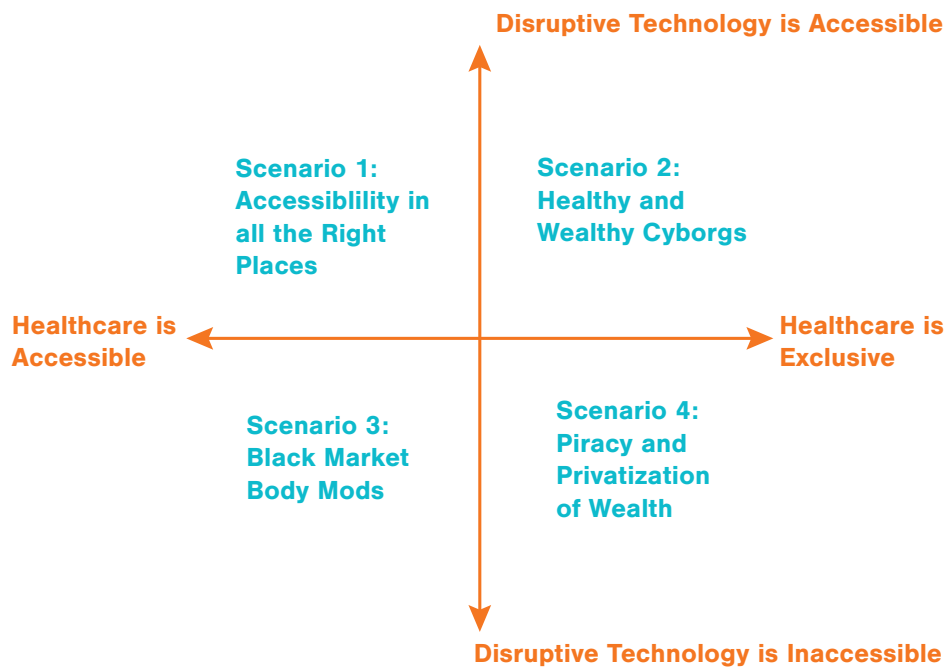 Disruptive Technology is Accessible
Scenario 1:
Accessiblility in
all the Right
Places
Scenario 2:
Healthy and
Wealthy Cyborgs
Healthcare is
Accessible
Healthcare is
Exclusive
Scenario 3:
Black Market
Body Mods
Scenario 4:
Piracy and
Privatization
of Wealth
Disruptive Technology is Inaccessible